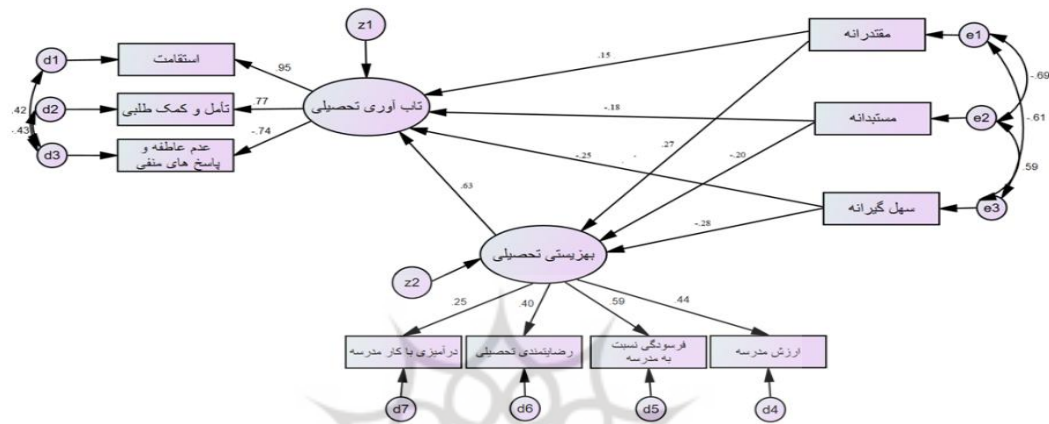 z1
d1
استقامت
.95
.42
d2
تأمل و کمک طلبی
.77
-.43
d3
عدم عاطفه و
پاسخ های منفی
-.74
تاب آوری تحصیلی
.15
-.18
-.25
.27
-.20
-.28
.63
مقتدرانه
e1
مستبدانه
e2
سهل گیرانه
e3
-.69
-.61
.59
بهزیستی تحصیلی
z2
.25
.40
.59
.44
ارزش مدرسه
فرسودگی نسبت
به مدرسه
رضایتمندی تحصیلی
درآمیزی با کار مدرسه
d7
d6
d5
d4